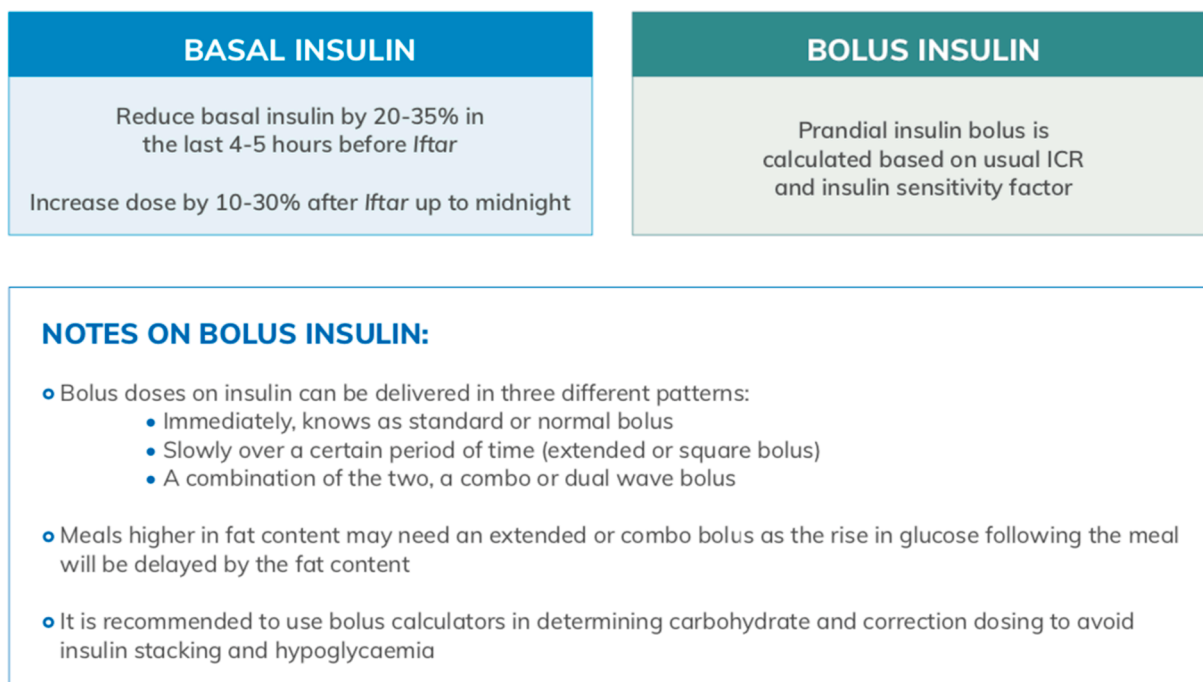 BASAL INSULIN
Reduce basal insulin by 20-35% in
the last 4-5 hours before Iftar
Increase dose by 10-30% after Iftar up to midnight
BOLUS INSULIN
Prandial insulin bolus is
calculated based on usual ICR
and insulin sensitivity factor
NOTES ON BOLUS INSULIN:
Bolus doses on insulin can be delivered in three different patterns:
• Immediately, knows as standard or normal bolus
• Slowly over a certain period of time (extended or square bolus)
• A combination of the two, a combo or dual wave bolus
Meals higher in fat content may need an extended or combo bolus as the rise in glucose following the meal
will be delayed by the fat content
It is recommended to use bolus calculators in determining carbohydrate and correction dosing to avoid
insulin stacking and hypoglycaemia